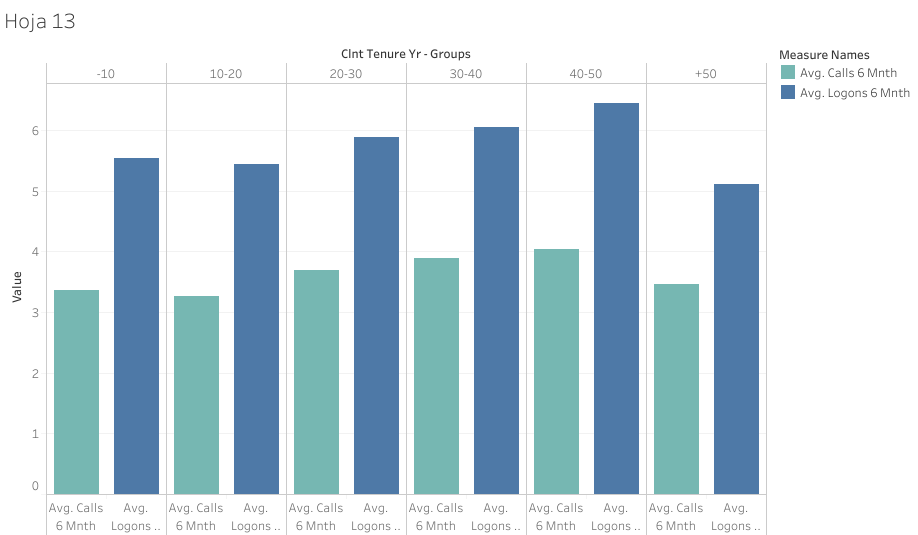 Hoja 13
Clnt Tenure Yr - Groups
-10 10-20 20-30 30-40 40-50 +50
Measure Names
Avg. Calls 6 Mnth
Avg. Logons 6 Mnth
Value
6
5
4
3
2
1
0
Avg. Calls 6 Mnth
Avg. Logons ..
Avg. Calls 6 Mnth
Avg. Logons ..
Avg. Calls 6 Mnth
Avg. Logons ..
Avg. Calls 6 Mnth
Avg. Logons ..
Avg. Calls 6 Mnth
Avg. Logons ..
Avg. Calls 6 Mnth
Avg. Logons ..